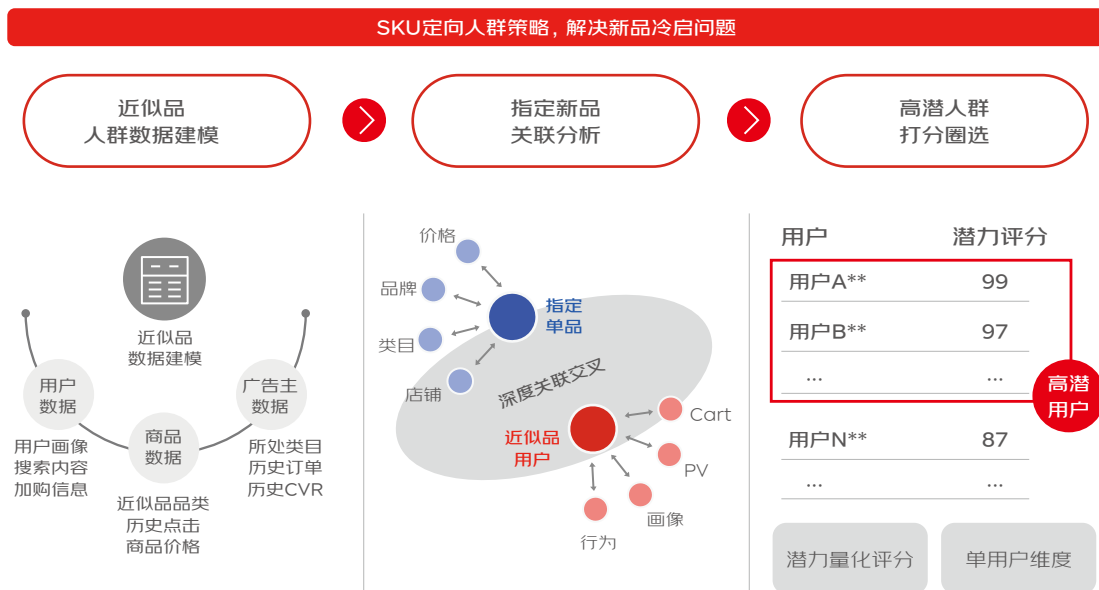 SKU定向人群策略，解决新品冷启问题
近似品
人群数据建模
指定新品
关联分析
高潜人群
打分圈选
近似品
数据建模
用户
数据
商品
数据
广告主
数据
用户画像
搜索内容
加购信息
近似品品类
历史点击
商品价格
所处类目
历史订单
历史CVR
价格
品牌
类目
店铺
指定
单品
深度关联交叉
近似品
用户
Cart
PV
画像
行为
用户 潜力评分
用户A** 99
用户B** 97
... ...
高潜
用户
用户N** 87
... ...
潜力量化评分
单用户维度